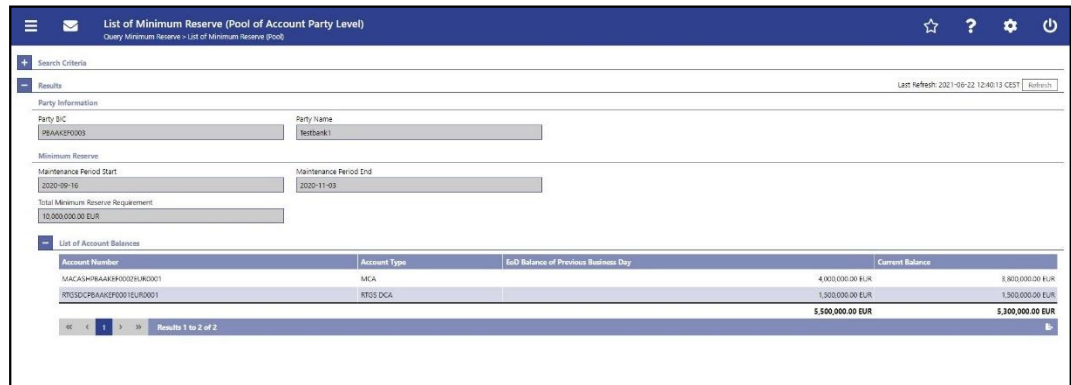 List of Minimum Reserve (Pool of Account Party Level)
Query Minimum Reserve > List of Minimum Reserve (Pool)
Search Criteria
Results Last Refresh: 2021-06-22 12:40:13 CEST Refresh
Party Information
Party BIC Party Name
PBAAKEF0003 Testbank1
Minimum Reserve
Maintenance Period Start Maintenance Period End
2020-09-16 2020-11-03
Total Minimum Reserve Requirement
10,000,000.00 EUR
List of Account Balances
Account Number Account Type EoD Balance of Previous Business Day Current Balance
MACASHPBAAKEF0002EUR0001 MCA 4,000,000.00 EUR 3,800,000.00 EUR
RTGSDCPBAAKEF0001EUR0001 RTGS DCA 1,500,000.00 EUR 1,500,000.00 EUR
5,500,000.00 EUR 5,300,000.00 EUR
1 Results 1 to 2 of 2